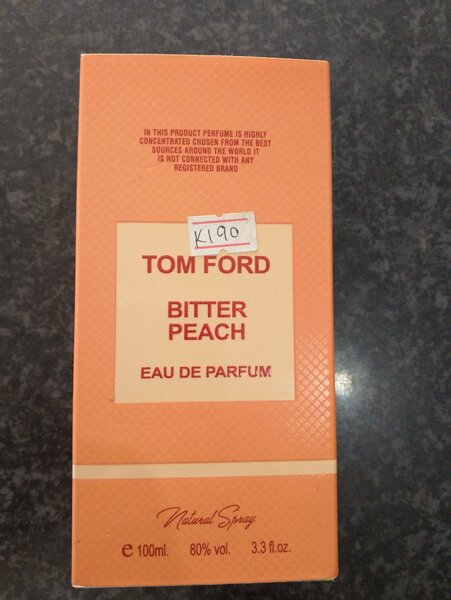 IN THIS PRODUCT PERFUME IS HIGHLY
CONCENTRATED CHOSEN FROM THE BEST
SOURCES AROUND THE WORLD IT
IS NOT CONNECTED WITH ANY
REGISTERED BRAND
K190
TOM FORD
BITTER
PEACH
EAU DE PARFUM
Natural Spray
e 100ml. 80% vol. 3.3 fl.oz.